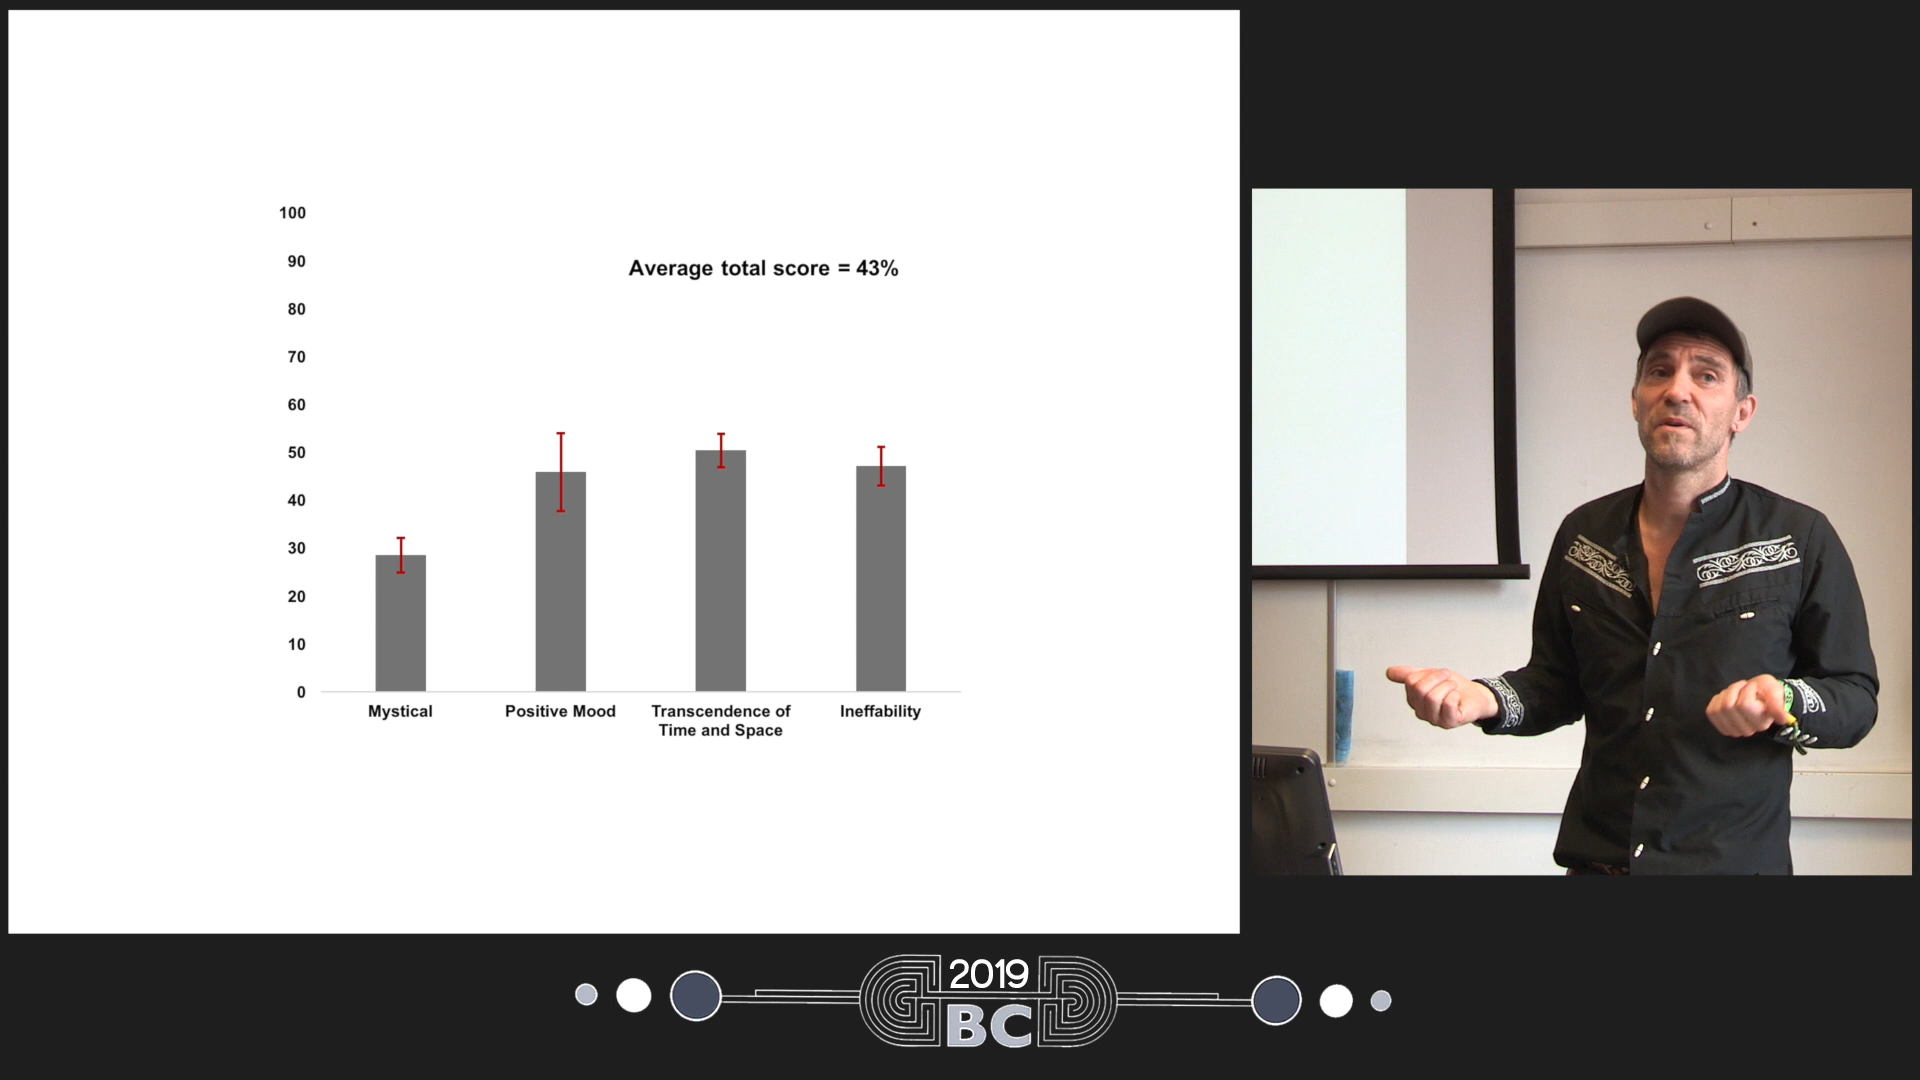 100
90
Average total score = 43%
80
70
60
50
40
30
20
10
0
Mystical
Positive Mood
Transcendence of
Time and Space
Ineffability
2019
BC